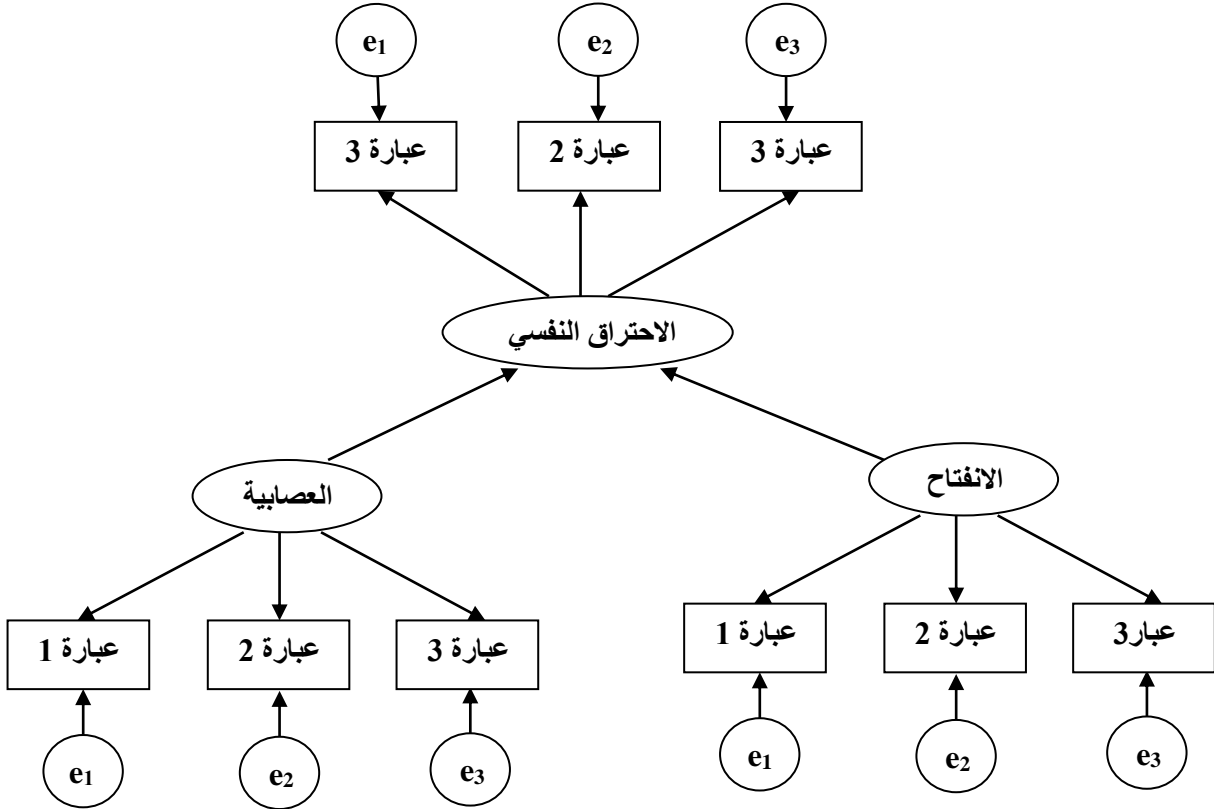 e1 e2 e3
عبارة 3 عبارة 2 عبارة 3
الاحتراق النفسي
العصابية الانفتاح
عبارة 1 عبارة 2 عبارة 3 عبارة 1 عبارة 2 عبار3
e1 e2 e3 e1 e2 e3